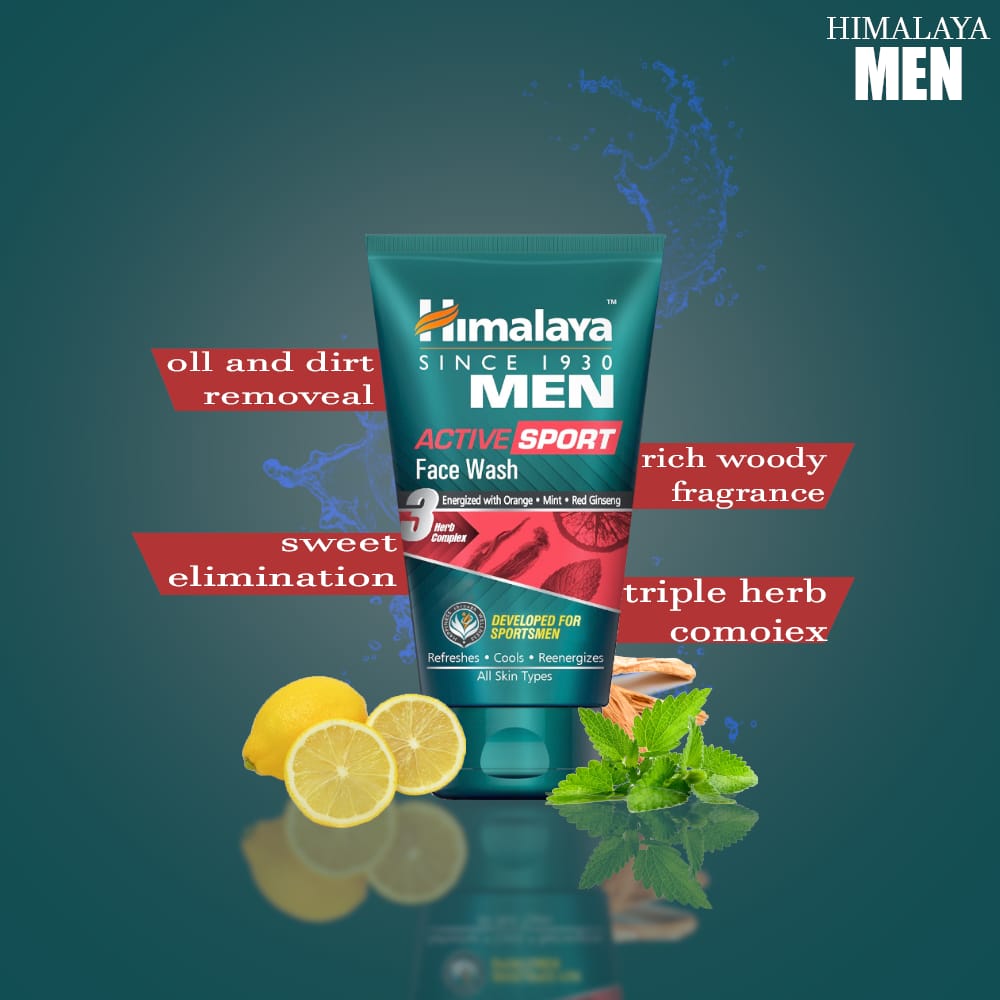 HIMALAYA
MEN
Himalaya™
SINCE 1930
MEN
ACTIVE SPORT
Face Wash
3
Energized with Orange • Mint • Red Ginseng
Herb
Complex
DEVELOPED FOR
SPORTSMEN
Refreshes • Cools • Reenergizes
All Skin Types
oll and dirt
removeal
sweet
elimination
rich woody
fragrance
triple herb
comoiex